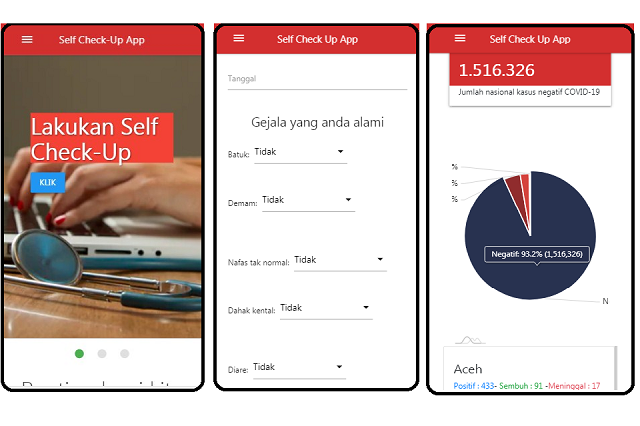 Self Check-Up App
Lakukan Self
Check-Up
KLIK
Self Check Up App
Tanggal
Gejala yang anda alami
Batuk: Tidak
Demam: Tidak
Nafas tak normal: Tidak
Dahak kental: Tidak
Diare: Tidak
Self Check Up App
1.516.326
Jumlah nasional kasus negatif COVID-19
%
%
%
Negatif: 93.2% (1,516,326)
N
Aceh
Positif : 433- Sembuh : 91 -Meninggal : 17